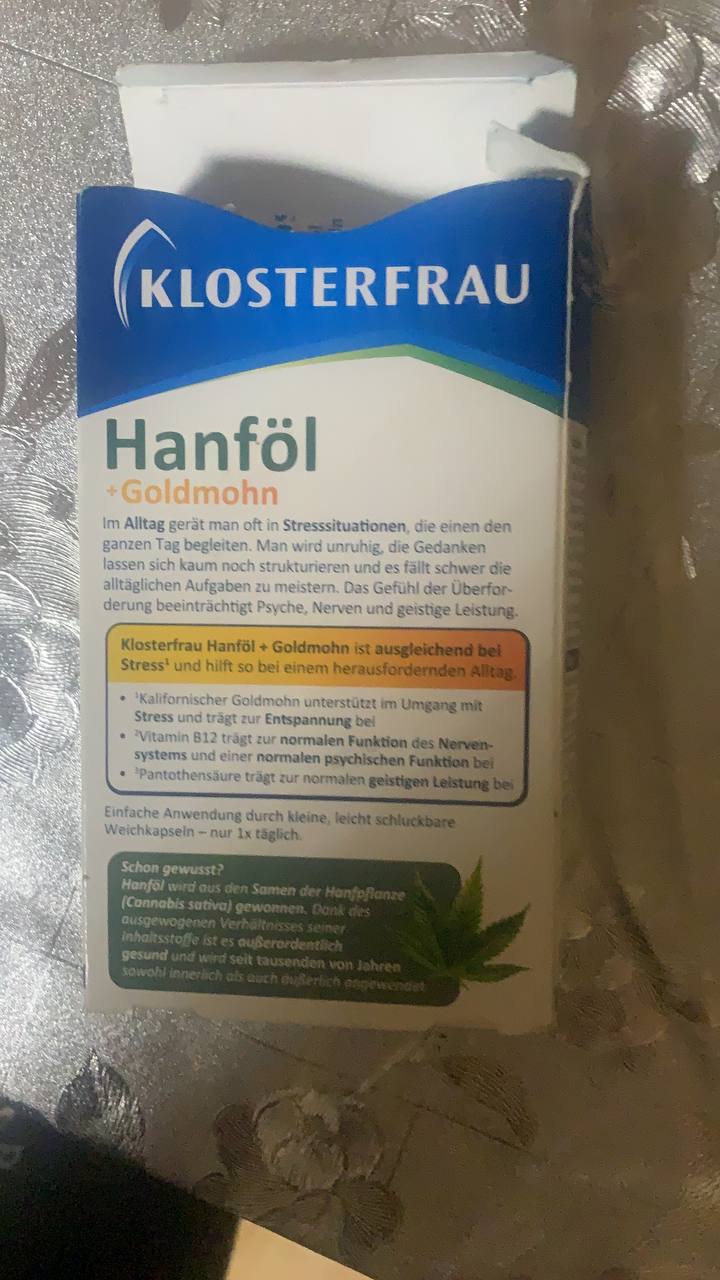 KLOSTERFRAU
Hanföl
+Goldmohn
Im Alltag gerät man oft in Stresssituationen, die einen den
ganzen Tag begleiten. Man wird unruhig, die Gedanken
lassen sich kaum noch strukturieren und es fällt schwer die
alltäglichen Aufgaben zu meistern. Das Gefühl der Überfor-
derung beeinträchtigt Psyche, Nerven und geistige Leistung.
Klosterfrau Hanföl + Goldmohn ist ausgleichend bei
Stress¹ und hilft so bei einem herausfordernden Alltag.
• ¹Kalifornischer Goldmohn unterstützt im Umgang mit
Stress und trägt zur Entspannung bei
• ²Vitamin B12 trägt zur normalen Funktion des Nerven-
systems und einer normalen psychischen Funktion bei
• ³Pantothensäure trägt zur normalen geistigen Leistung bei
Einfache Anwendung durch kleine, leicht schluckbare
Weichkapseln – nur 1x täglich.
Schon gewusst?
Hanföl wird aus den Samen der Hanfpflanze
(Cannabis sativa) gewonnen. Dank des
ausgewogenen Verhältnisses seiner
Inhaltsstoffe ist es außerordentlich
gesund und wird seit tausenden von Jahren
sowohl innerlich als auch äußerlich angewendet